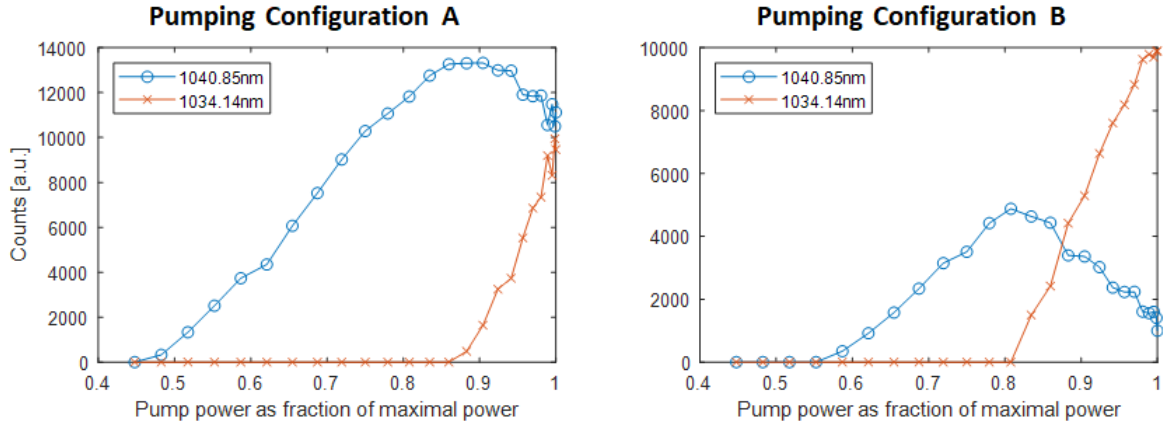 Pumping Configuration A
14000
12000
10000
8000
6000
4000
2000
0
Counts [a.u.]
1040.85nm
1034.14nm
0.4 0.5 0.6 0.7 0.8 0.9 1
Pump power as fraction of maximal power
Pumping Configuration B
10000
8000
6000
4000
2000
0
1040.85nm
1034.14nm
0.4 0.5 0.6 0.7 0.8 0.9 1
Pump power as fraction of maximal power